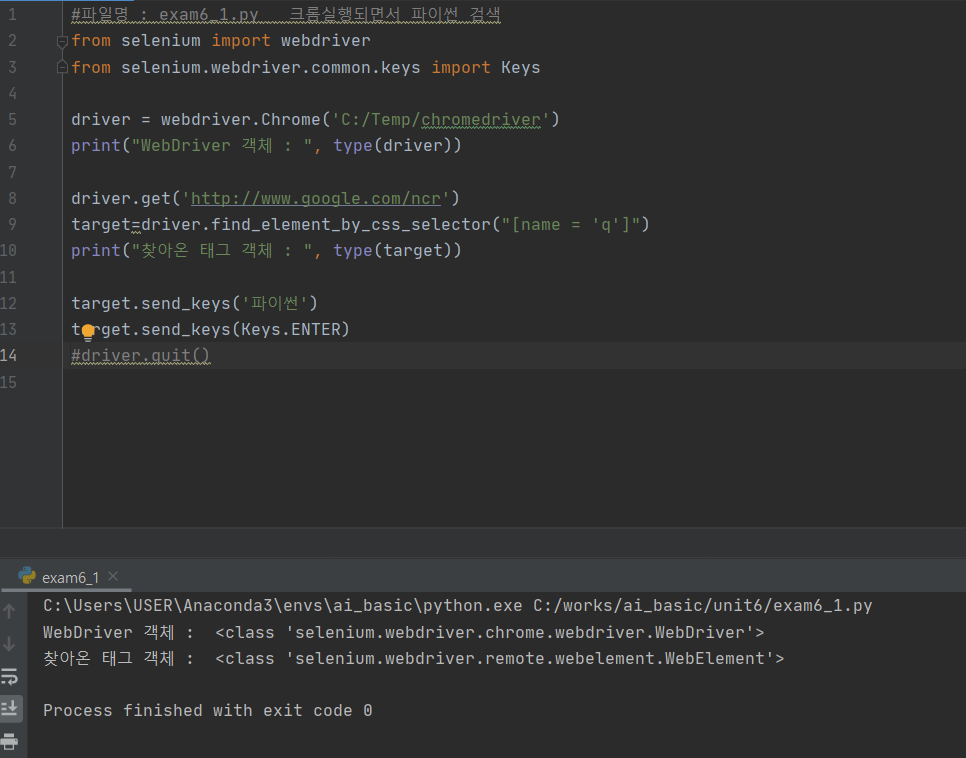 1 #파일명 : exam6_1.py   크롬실행되면서 파이썬 검색
2 from selenium import webdriver
3 from selenium.webdriver.common.keys import Keys
4
5 driver = webdriver.Chrome('C:/Temp/chromedriver')
6 print("WebDriver 객체 : ", type(driver))
7
8 driver.get('http://www.google.com/ncr')
9 target=driver.find_element_by_css_selector("[name = 'q']")
10 print("찾아온 태그 객체 : ", type(target))
11
12 target.send_keys('파이썬')
13 target.send_keys(Keys.ENTER)
14 #driver.quit()
15
exam6_1
C:\Users\USER\Anaconda3\envs\ai_basic\python.exe C:/works/ai_basic/unit6/exam6_1.py
WebDriver 객체 :  <class 'selenium.webdriver.chrome.webdriver.WebDriver'>
찾아온 태그 객체 :  <class 'selenium.webdriver.remote.webelement.WebElement'>
Process finished with exit code 0